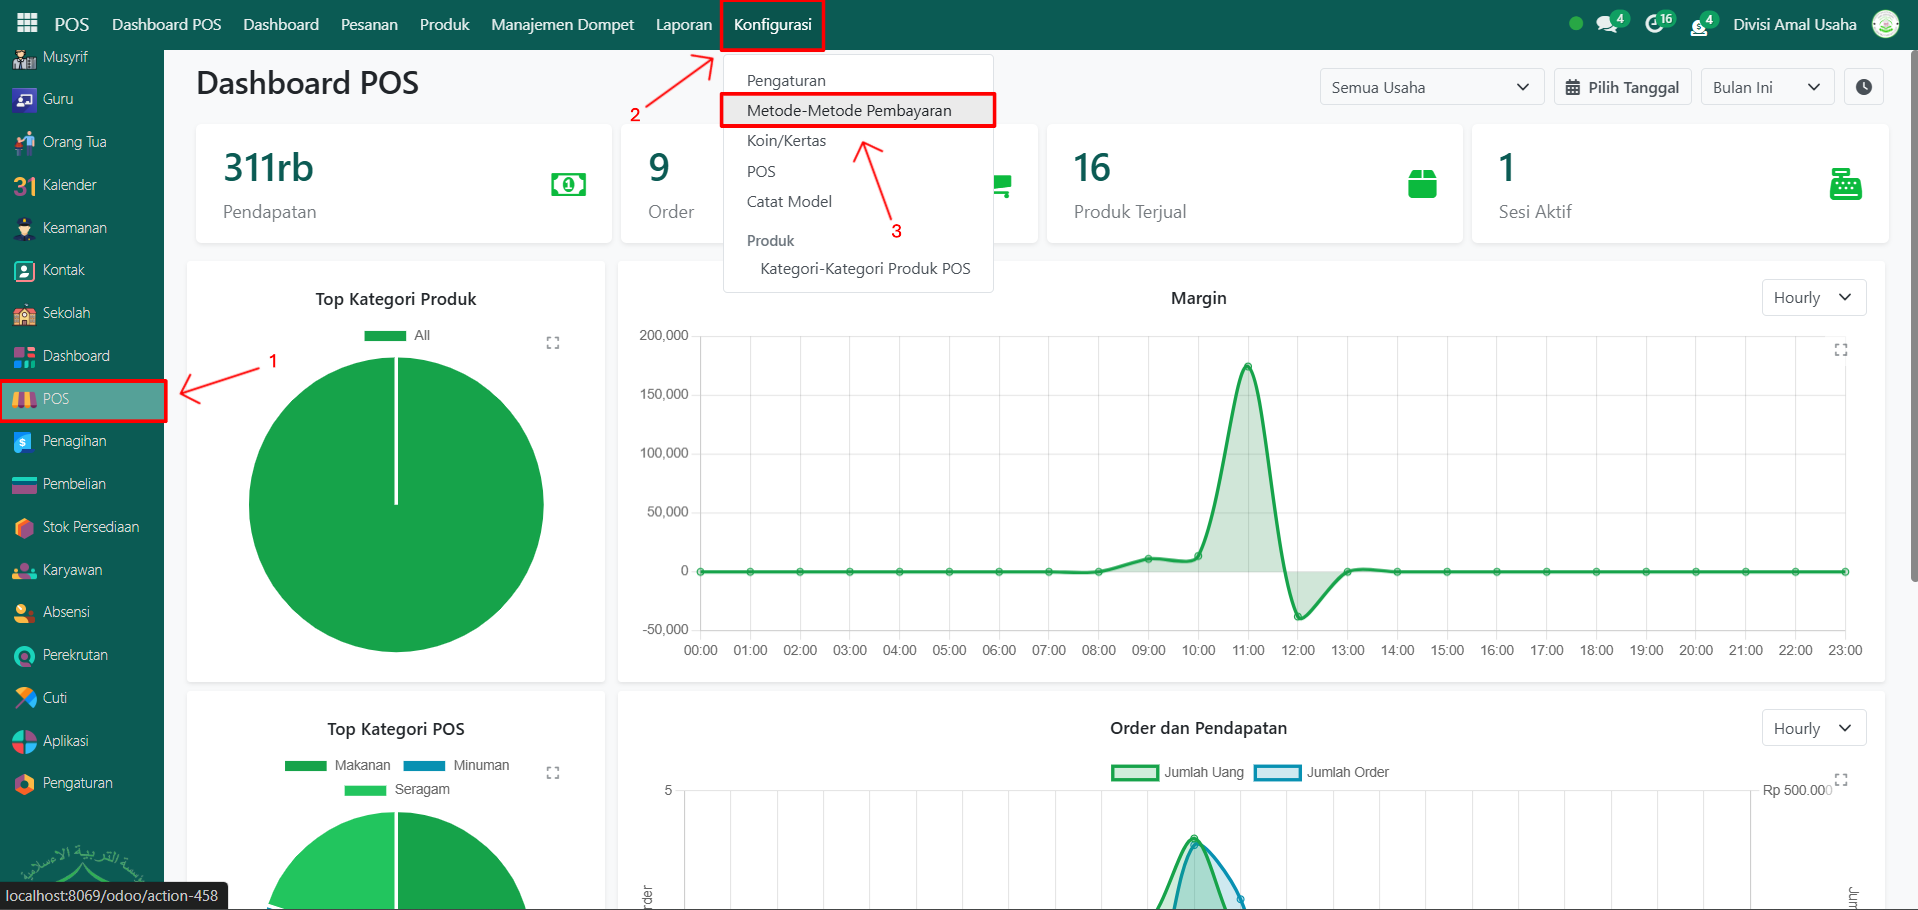 POS Dashboard POS Dashboard Pesanan Produk Manajemen Dompet Laporan Konfigurasi 4 16 4 Divisi Amal Usaha
Musyrif
Guru
Orang Tua
31 Kalender
Keamanan
Kontak
Sekolah
Dashboard
POS
Penagihan
Pembelian
Stok Persediaan
Karyawan
Absensi
Perekrutan
Cuti
Aplikasi
Pengaturan
localhost:8069/odoo/action-458
1
2
3
Dashboard POS
Semua Usaha
Pilih Tanggal
Bulan Ini
Pengaturan
Metode-Metode Pembayaran
Koin/Kertas
POS
Catat Model
Produk
Kategori-Kategori Produk POS
311rb
Pendapatan
9
Order
16
Produk Terjual
1
Sesi Aktif
Top Kategori Produk
All
Margin
Hourly
200,000
150,000
100,000
50,000
0
-50,000
00:00 01:00 02:00 03:00 04:00 05:00 06:00 07:00 08:00 09:00 10:00 11:00 12:00 13:00 14:00 15:00 16:00 17:00 18:00 19:00 20:00 21:00 22:00 23:00
Top Kategori POS
Makanan Minuman
Seragam
Order dan Pendapatan
Hourly
Jumlah Uang Jumlah Order
5
Rp 500.000